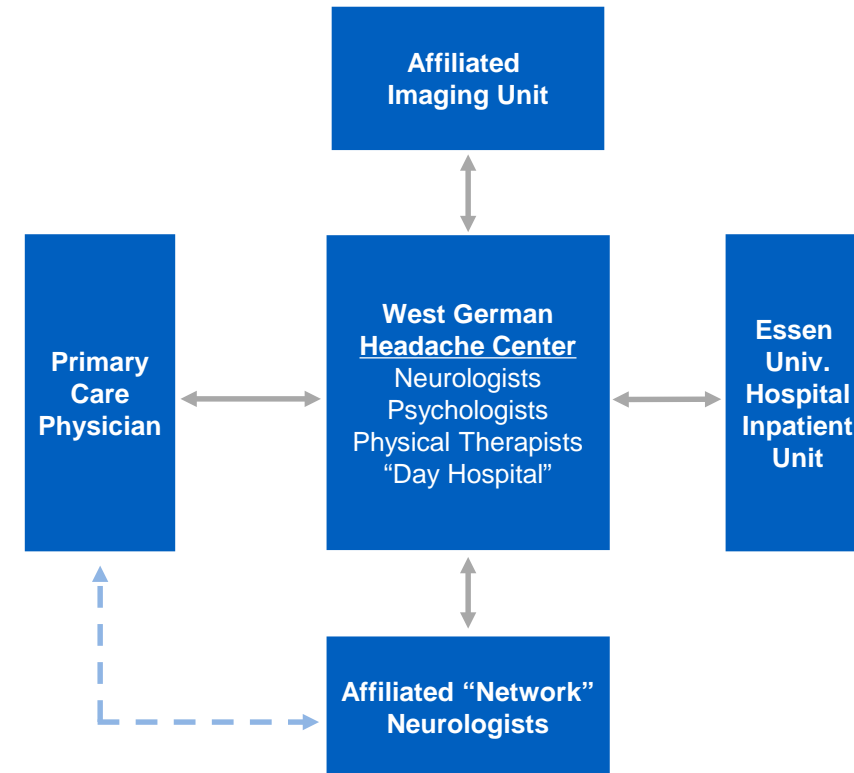 Affiliated
Imaging Unit
Primary
Care
Physician
West German
Headache Center
Neurologists
Psychologists
Physical Therapists
“Day Hospital”
Essen
Univ.
Hospital
Inpatient
Unit
Affiliated “Network”
Neurologists